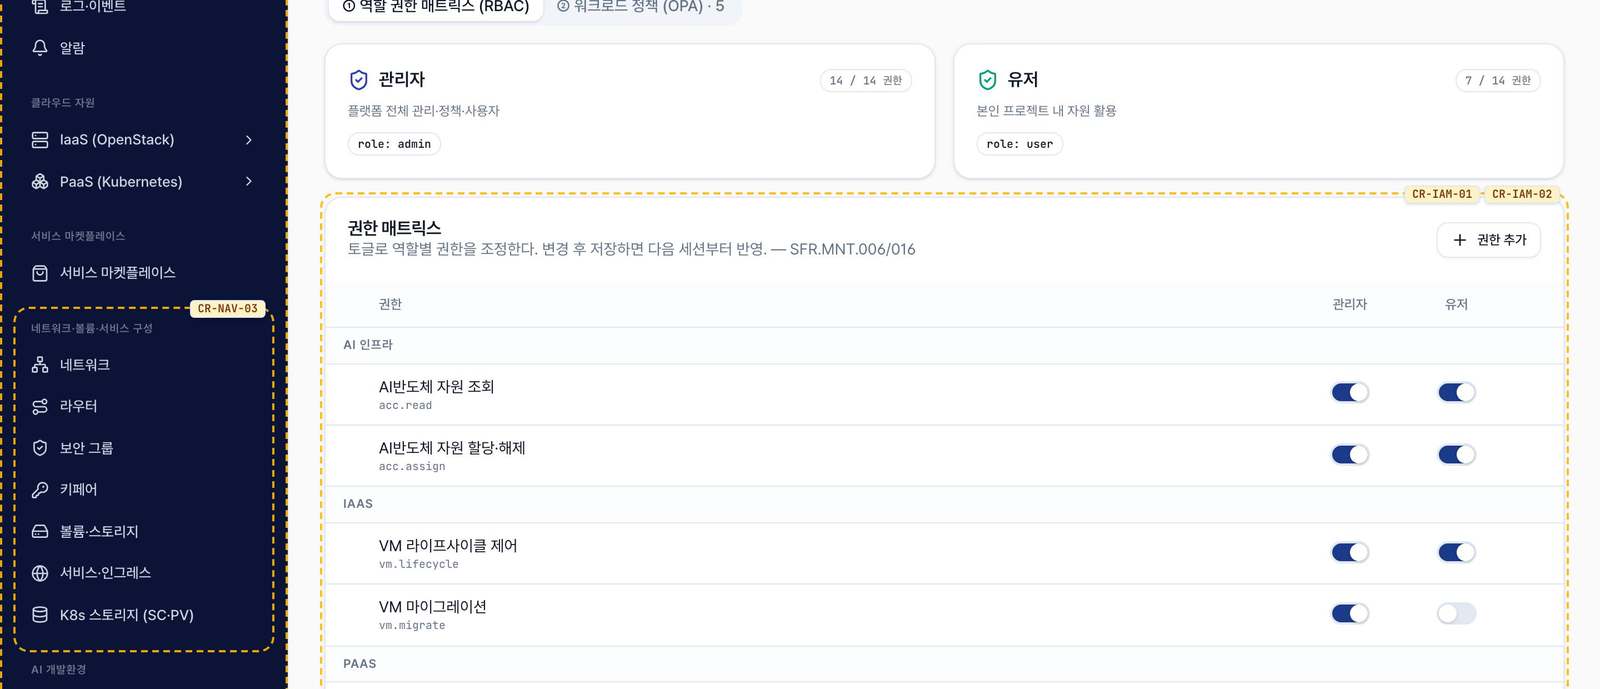 로그·이벤트
알람
클라우드 자원
IaaS (OpenStack)
PaaS (Kubernetes)
서비스 마켓플레이스
서비스 마켓플레이스
CR-NAV-03
네트워크·볼륨·서비스 구성
네트워크
라우터
보안 그룹
키페어
볼륨·스토리지
서비스·인그레스
K8s 스토리지 (SC·PV)
AI 개발환경
① 역할 권한 매트릭스 (RBAC)
② 워크로드 정책 (OPA) · 5
관리자
14 / 14 권한
플랫폼 전체 관리·정책·사용자
role: admin
유저
7 / 14 권한
본인 프로젝트 내 자원 활용
role: user
CR-IAM-01
CR-IAM-02
권한 매트릭스
토글로 역할별 권한을 조정한다. 변경 후 저장하면 다음 세션부터 반영. — SFR.MNT.006/016
+ 권한 추가
권한 관리자 유저
AI 인프라
AI반도체 자원 조회
acc.read
AI반도체 자원 할당·해제
acc.assign
IAAS
VM 라이프사이클 제어
vm.lifecycle
VM 마이그레이션
vm.migrate
PAAS